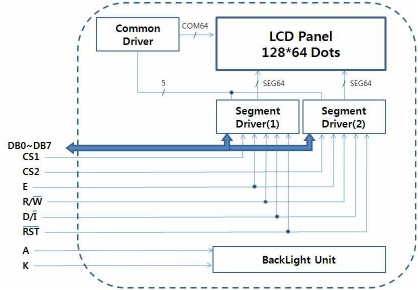 Common
Driver
COM64
LCD Panel
128*64 Dots
5
SEG64
SEG64
Segment
Driver(1)
Segment
Driver(2)
DB0~DB7
CS1
CS2
E
R/W̅
D/I̅
R̅S̅T̅
A
K
BackLight Unit